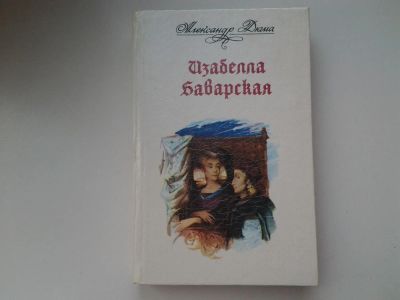 Александр Дюма
Изабелла
Баварская